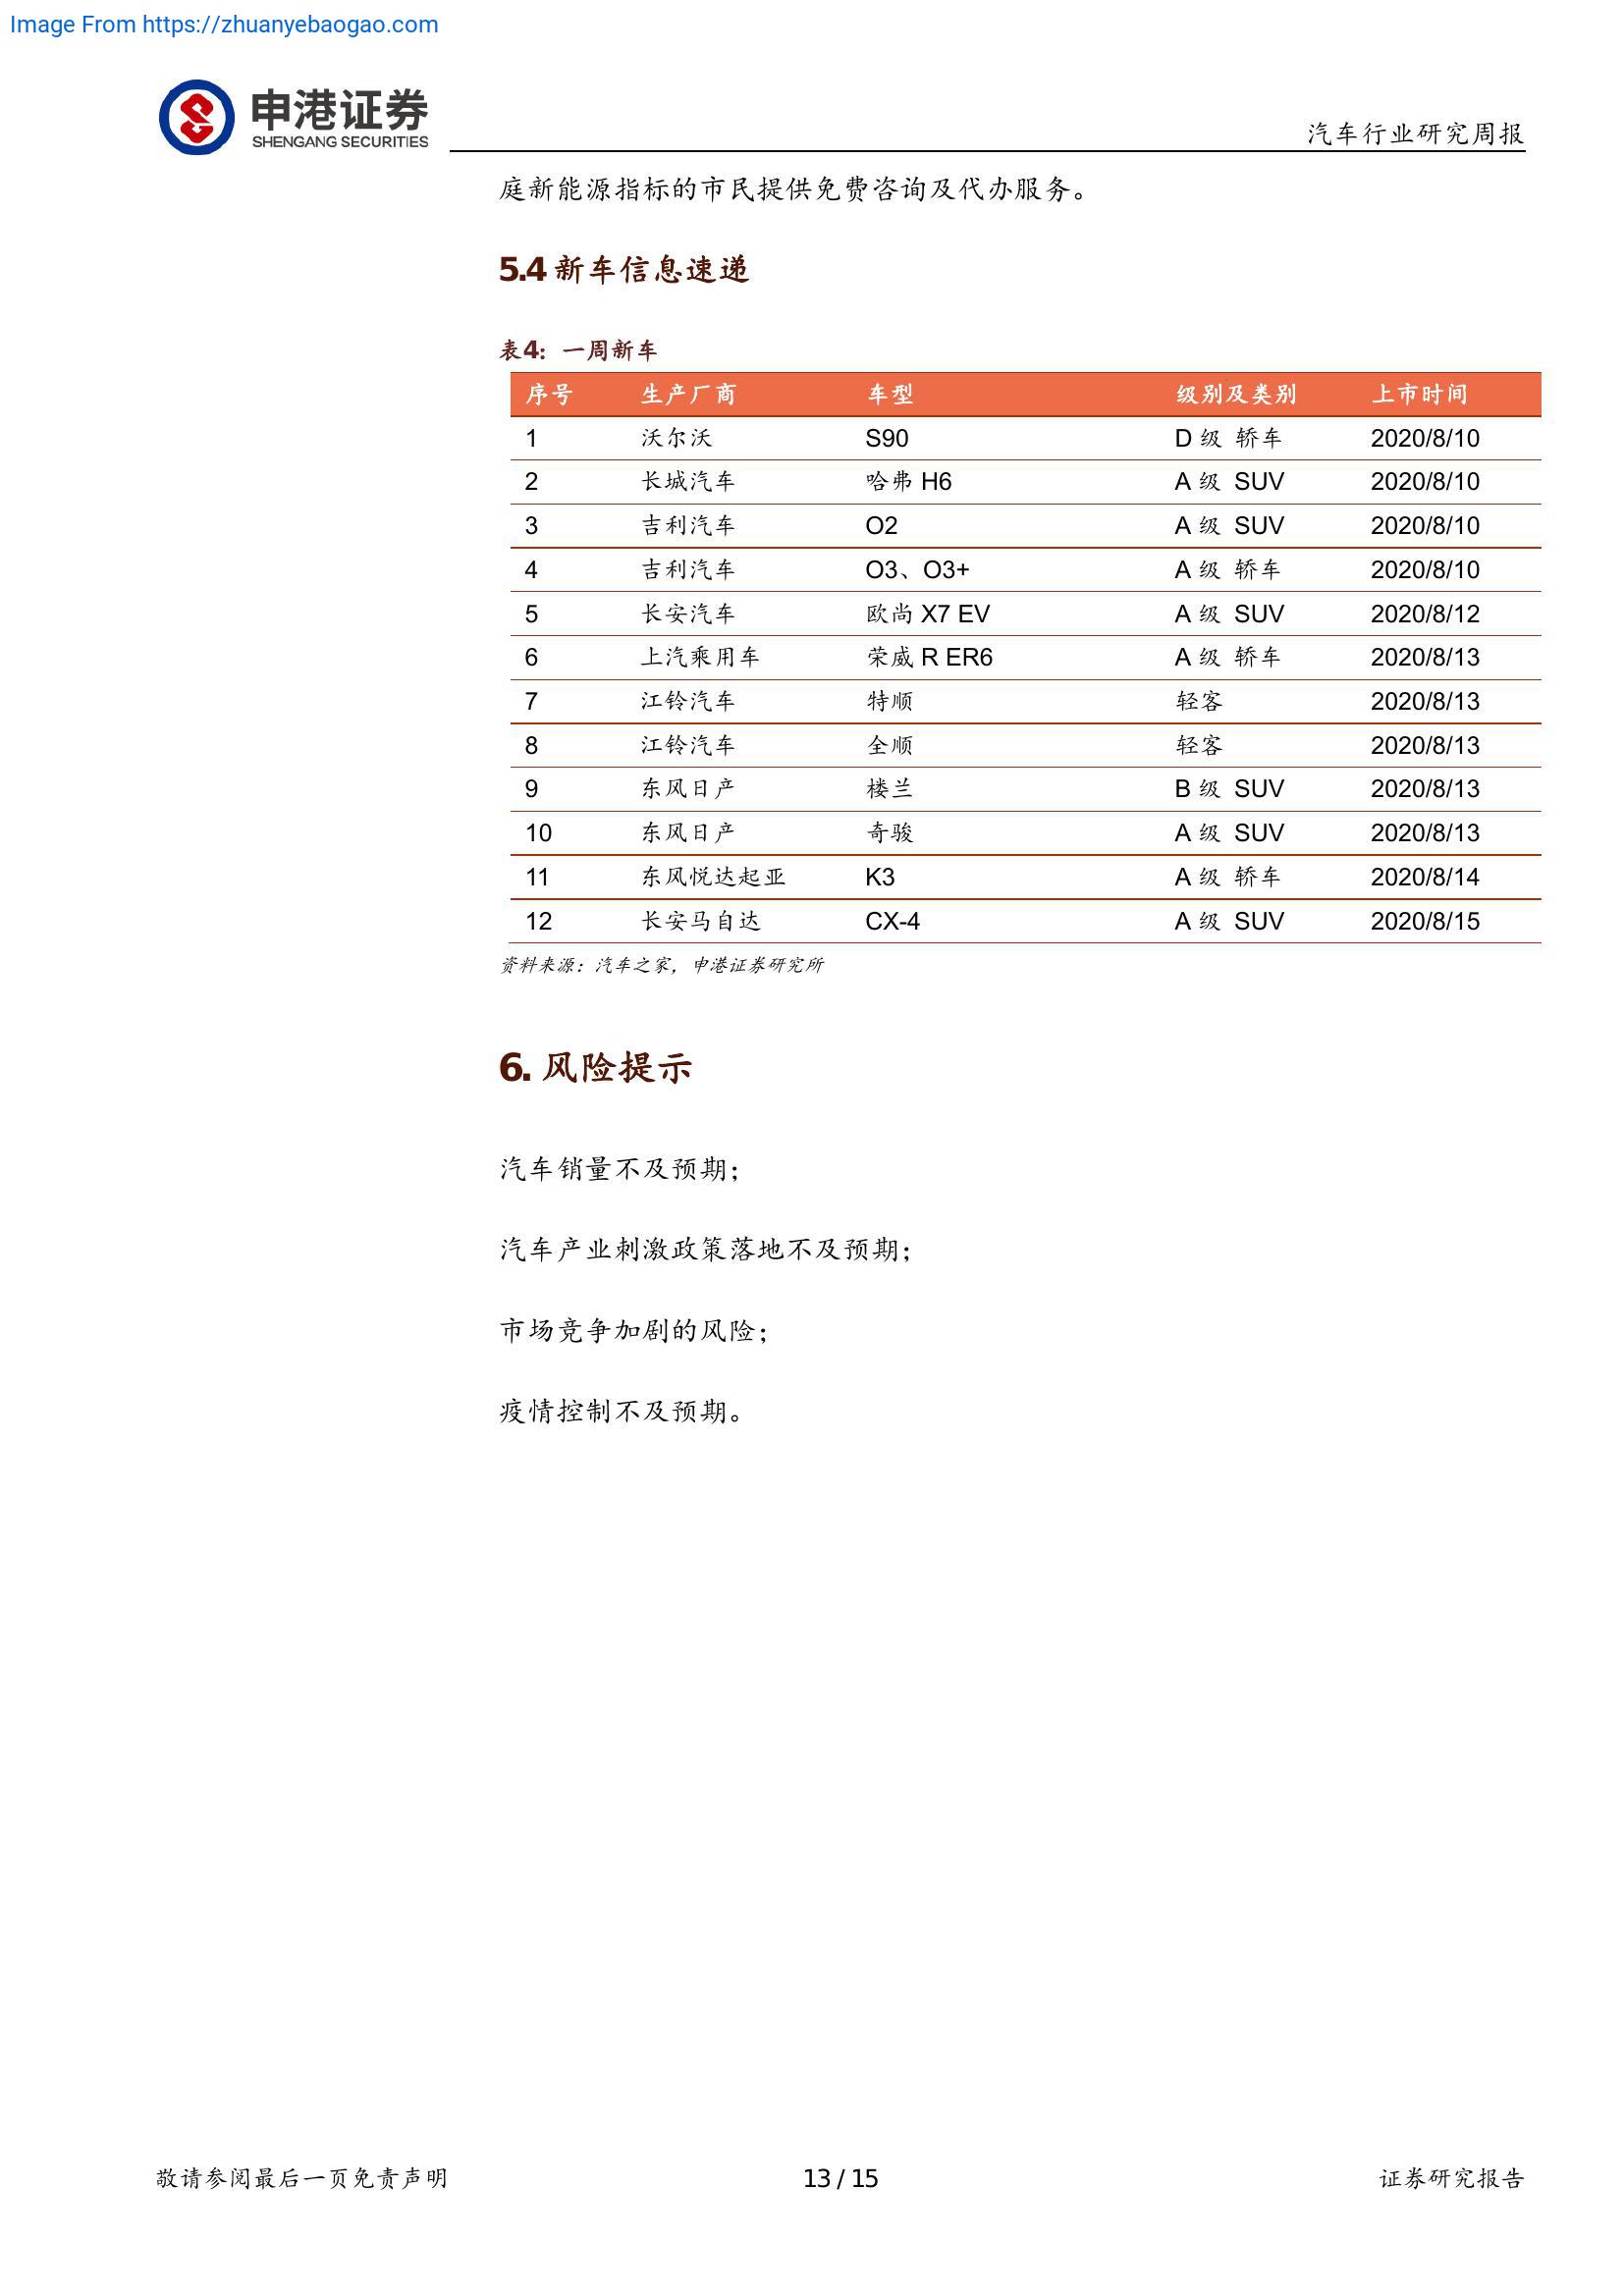 Image From https://zhuanyebaogao.com
申港证券
SHENGANG SECURITIES
汽车行业研究周报
庭新能源指标的市民提供免费咨询及代办服务。
5.4 新车信息速递
表4: 一周新车
序号 生产厂商 车型 级别及类别 上市时间
1 沃尔沃 S90 D 级 轿车 2020/8/10
2 长城汽车 哈弗 H6 A 级 SUV 2020/8/10
3 吉利汽车 O2 A 级 SUV 2020/8/10
4 吉利汽车 O3、O3+ A 级 轿车 2020/8/10
5 长安汽车 欧尚 X7 EV A 级 SUV 2020/8/12
6 上汽乘用车 荣威 R ER6 A 级 轿车 2020/8/13
7 江铃汽车 特顺 轻客 2020/8/13
8 江铃汽车 全顺 轻客 2020/8/13
9 东风日产 楼兰 B 级 SUV 2020/8/13
10 东风日产 奇骏 A 级 SUV 2020/8/13
11 东风悦达起亚 K3 A 级 轿车 2020/8/14
12 长安马自达 CX-4 A 级 SUV 2020/8/15
资料来源：汽车之家，申港证券研究所
6. 风险提示
汽车销量不及预期；
汽车产业刺激政策落地不及预期；
市场竞争加剧的风险；
疫情控制不及预期。
敬请参阅最后一页免责声明 13 / 15 证券研究报告